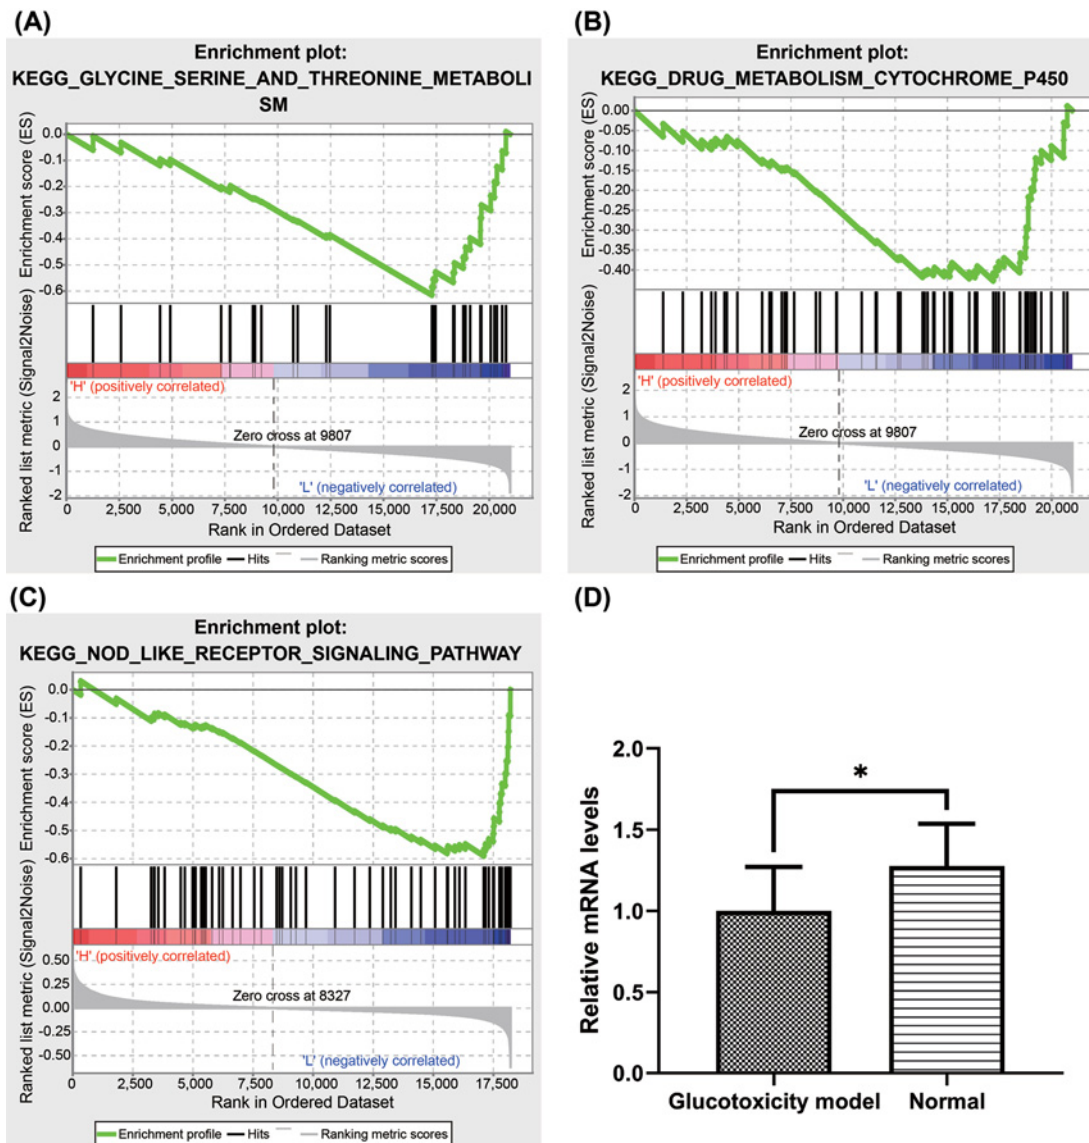 (A)
Enrichment plot:
KEGG_GLYCINE_SERINE_AND_THREONINE_METABOLI
SM
Enrichment score (ES)
0.0
-0.1
-0.2
-0.3
-0.4
-0.5
-0.6
'H' (positively correlated)
Ranked list metric (Signal2Noise)
2
1
0
-1
-2
Zero cross at 9807
'L' (negatively correlated)
0 2,500 5,000 7,500 10,000 12,500 15,000 17,500 20,000
Rank in Ordered Dataset
Enrichment profile Hits Ranking metric scores
(B)
Enrichment plot:
KEGG_DRUG_METABOLISM_CYTOCHROME_P450
Enrichment score (ES)
0.00
-0.05
-0.10
-0.15
-0.20
-0.25
-0.30
-0.35
-0.40
'H' (positively correlated)
Ranked list metric (Signal2Noise)
2
1
0
-1
-2
Zero cross at 9807
'L' (negatively correlated)
0 2,500 5,000 7,500 10,000 12,500 15,000 17,500 20,000
Rank in Ordered Dataset
Enrichment profile Hits Ranking metric scores
(C)
Enrichment plot:
KEGG_NOD_LIKE_RECEPTOR_SIGNALING_PATHWAY
Enrichment score (ES)
0.0
-0.1
-0.2
-0.3
-0.4
-0.5
-0.6
'H' (positively correlated)
Ranked list metric (Signal2Noise)
0.50
0.25
0.00
-0.25
-0.50
Zero cross at 8327
'L' (negatively correlated)
0 2,500 5,000 7,500 10,000 12,500 15,000 17,500
Rank in Ordered Dataset
Enrichment profile Hits Ranking metric scores
(D)
Relative mRNA levels
2.0
1.5
1.0
0.5
0.0
*
Glucotoxicity model Normal